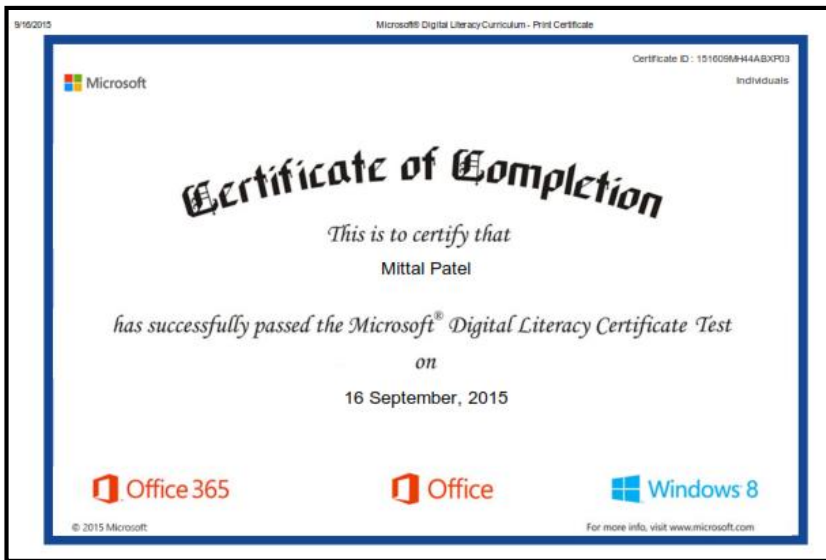 9/16/2015 Microsoft® Digital Literacy Curriculum - Print Certificate
Certificate ID : 151609MH44ABXP03
Microsoft
Individuals
Certificate of Completion
This is to certify that
Mittal Patel
has successfully passed the Microsoft® Digital Literacy Certificate Test
on
16 September, 2015
Office 365 Office Windows 8
© 2015 Microsoft For more info, visit www.microsoft.com